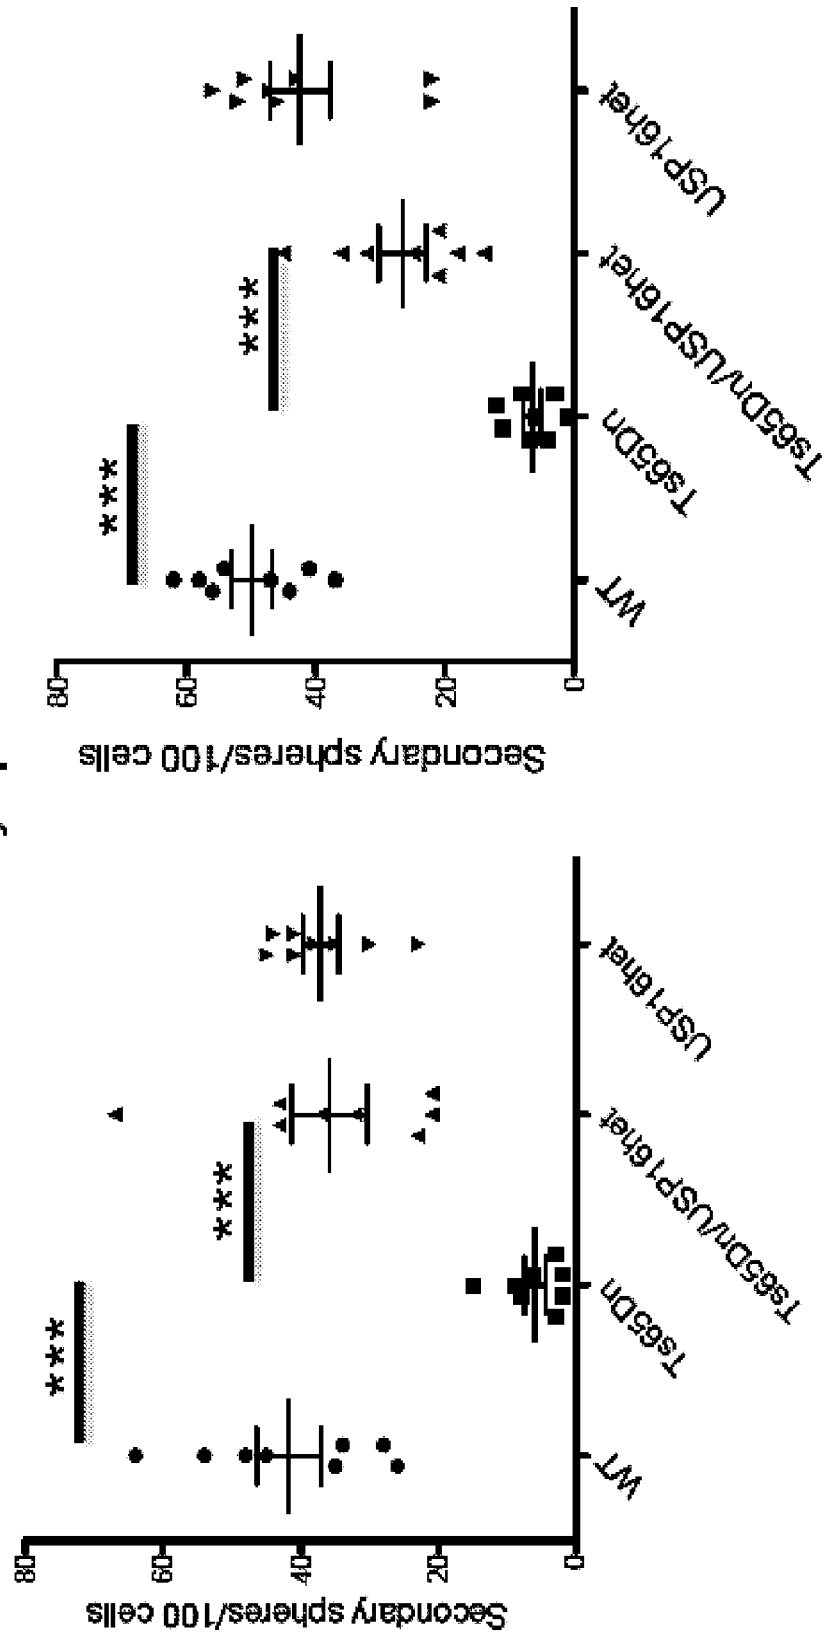 Secondary spheres/100 cells
80
60
40
20
0
***
***
WT
Ts65Dn
Ts65Dn/USP16het
USP16het
Secondary spheres/100 cells
80
60
40
20
0
***
***
WT
Ts65Dn
Ts65Dn/USP16het
USP16het